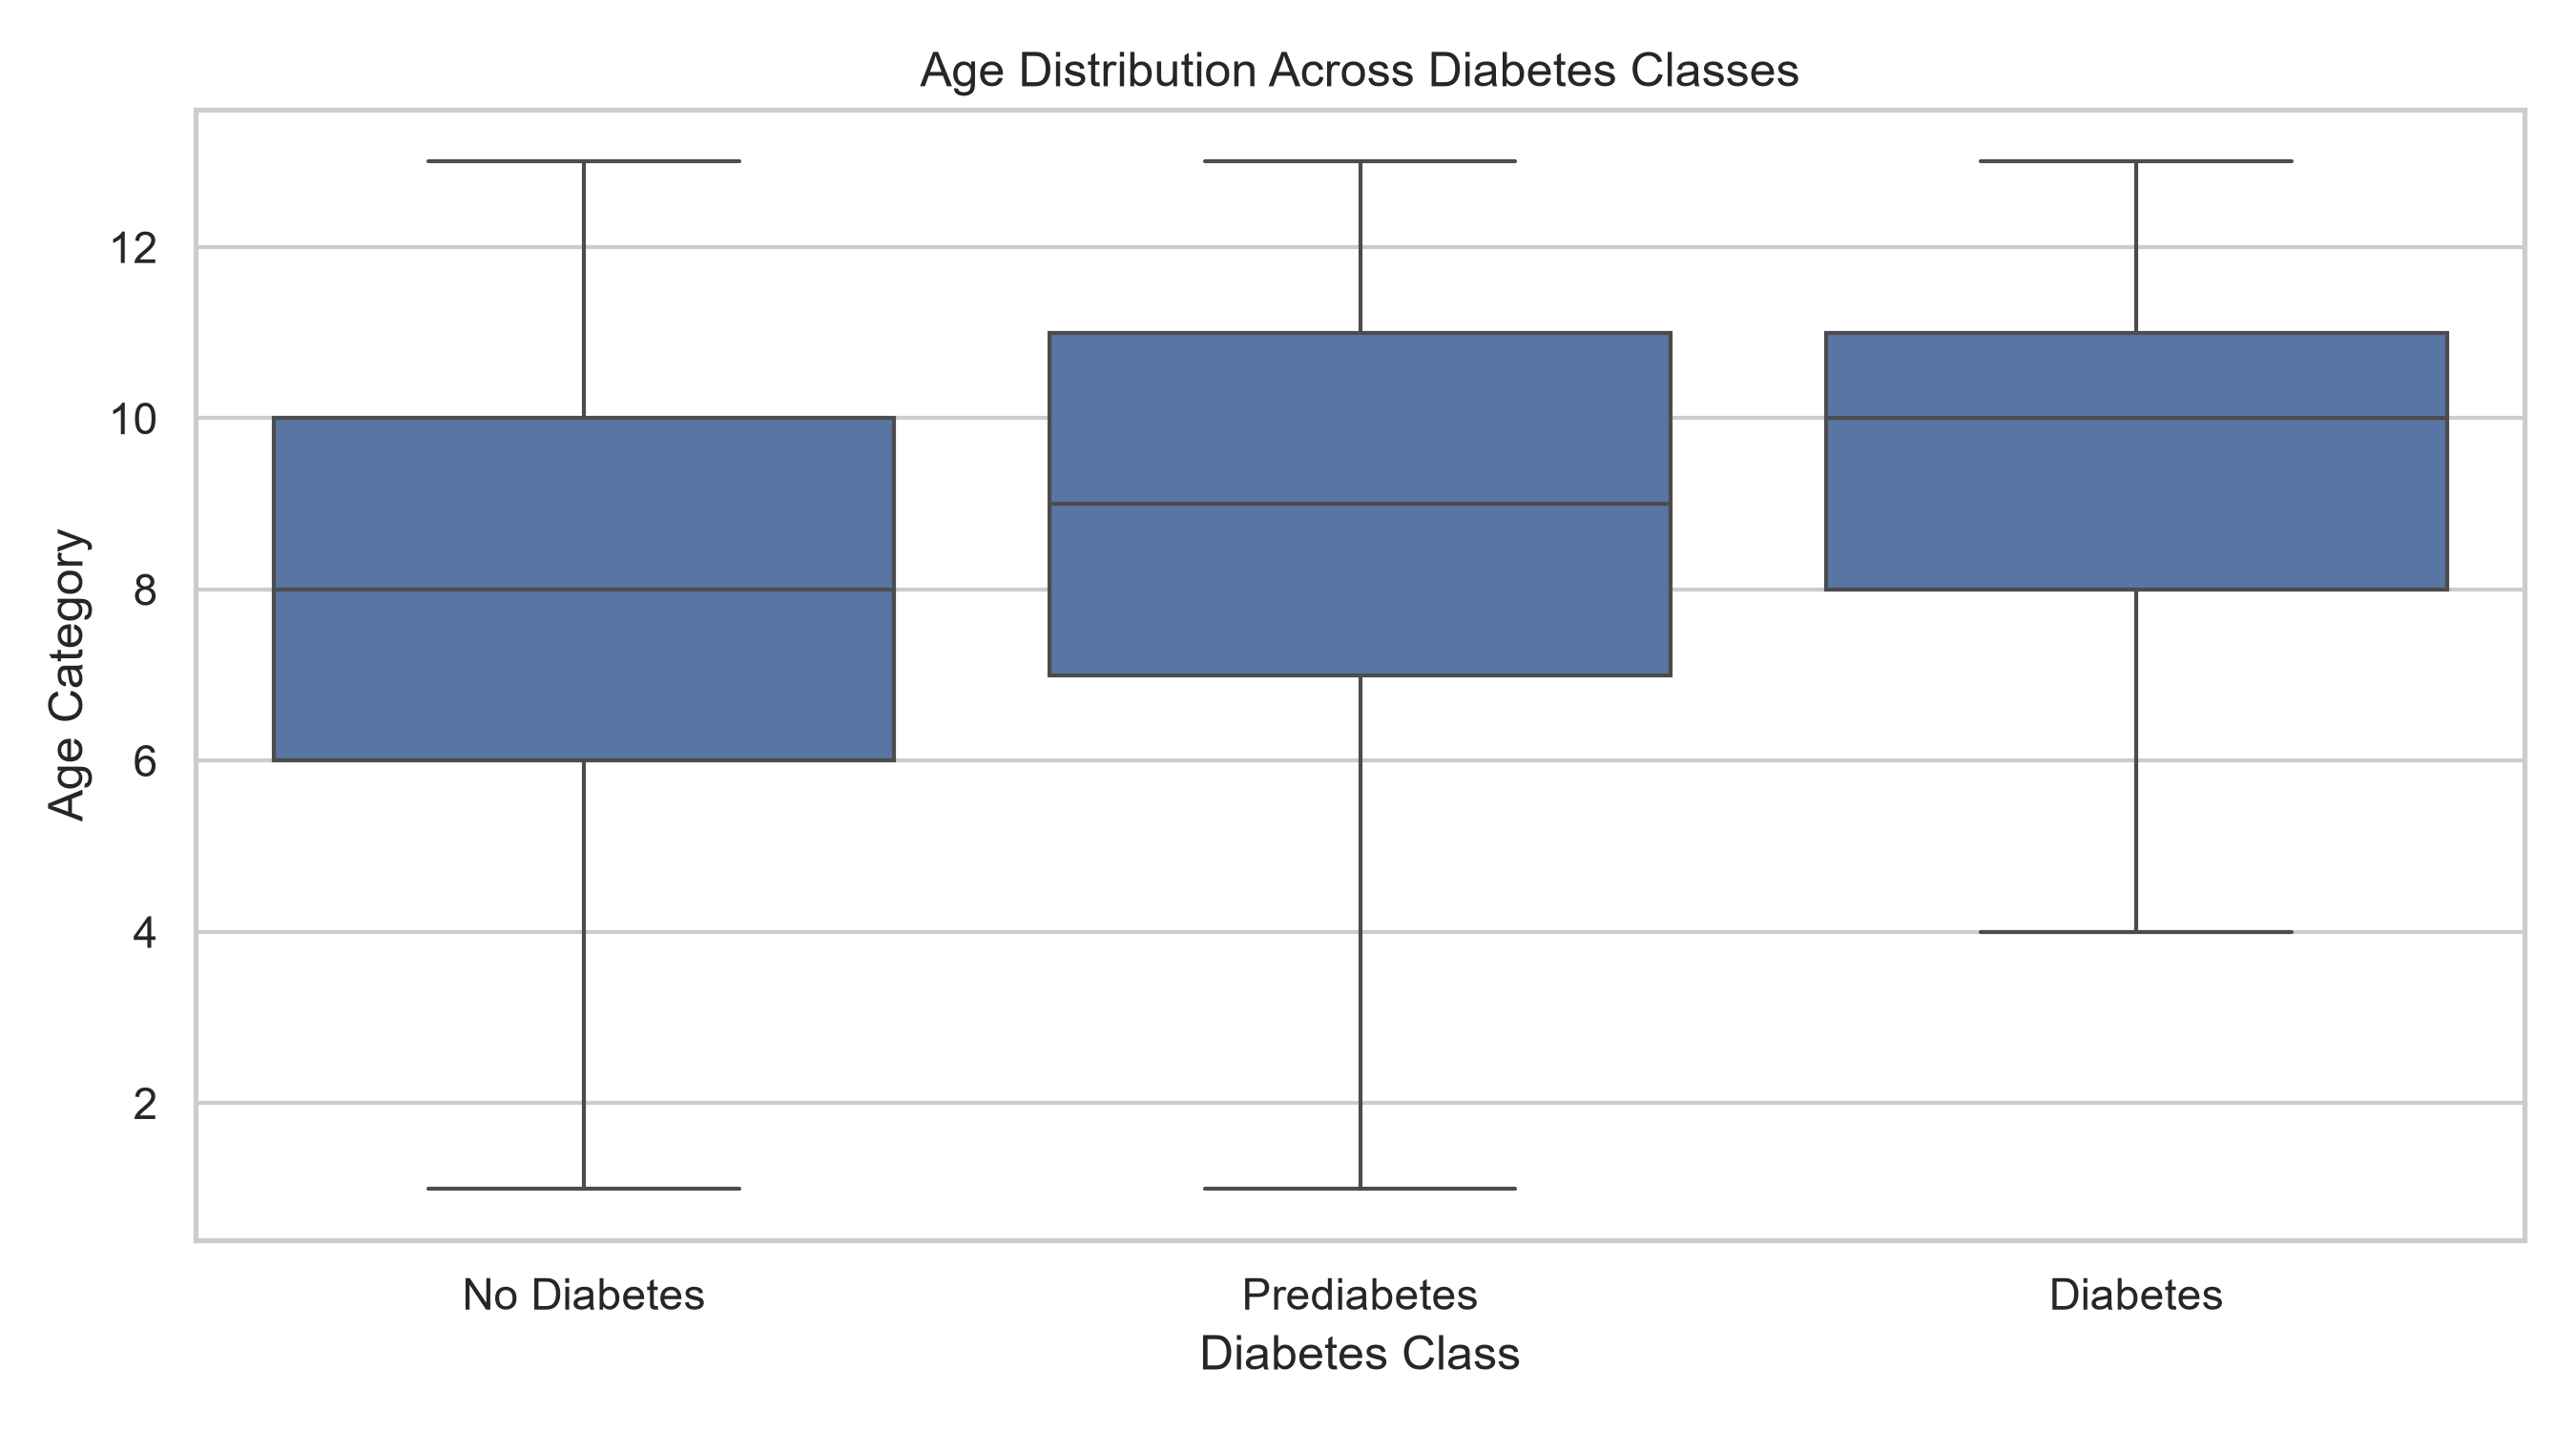 Age Distribution Across Diabetes Classes
Age Category
12
10
8
6
4
2
No Diabetes Prediabetes Diabetes
Diabetes Class